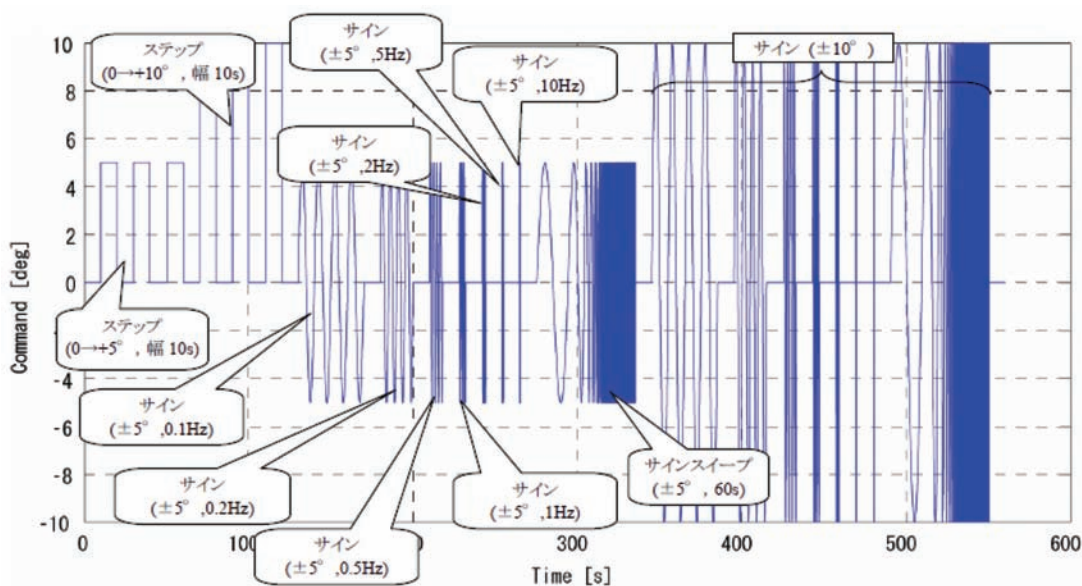 サイン
(±5°,5Hz)
サイン
(±5°,10Hz)
サイン (±10°)
ステップ
(0→+10°, 幅 10s)
サイン
(±5°,2Hz)
ステップ
(0→+5°, 幅 10s)
サイン
(±5°,0.1Hz)
サイン
(±5°,0.2Hz)
サイン
(±5°,0.5Hz)
サイン
(±5°,1Hz)
サインスイープ
(±5°, 60s)
Command [deg]
10
8
6
4
2
0
-4
-6
-8
-10
0
100
300
400
500
600
Time [s]